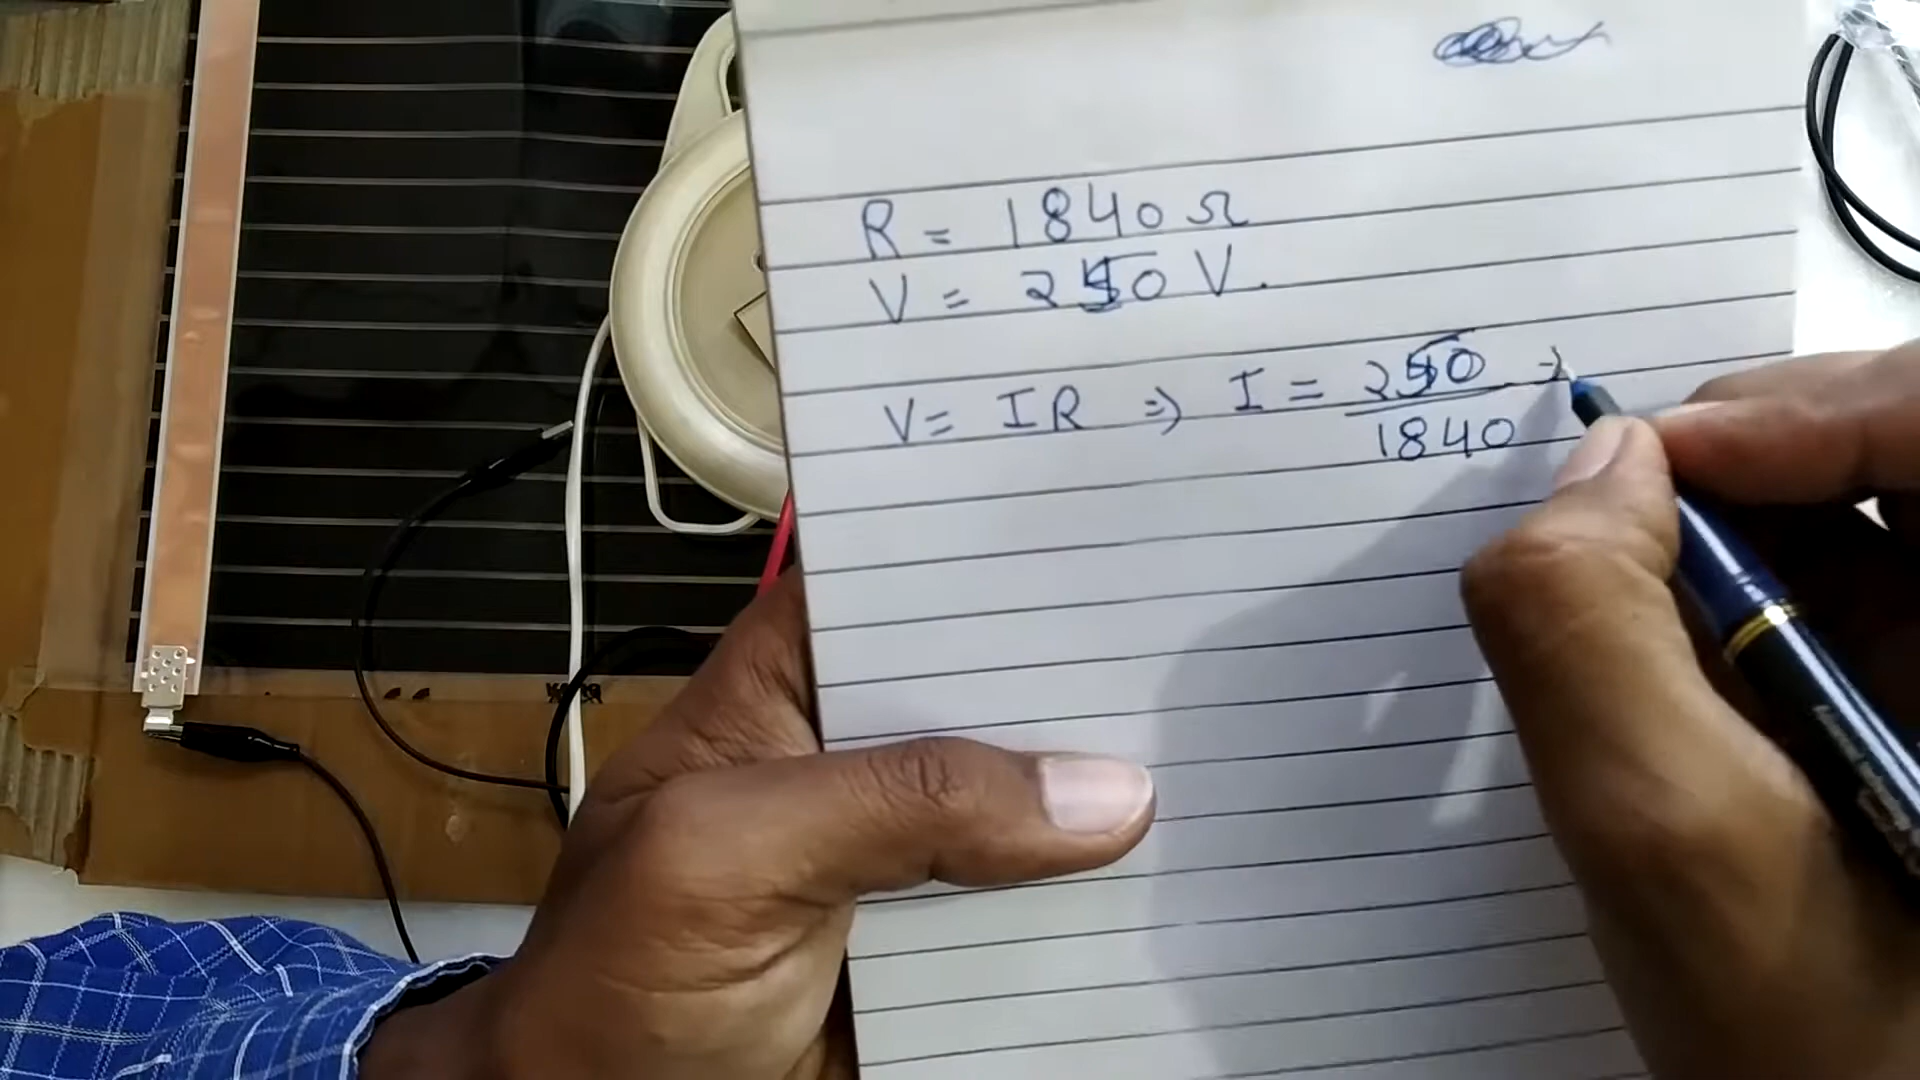 R = 1840 Ω
V = 250 V.
V = IR ⇒ I = 250/1840 ⇒